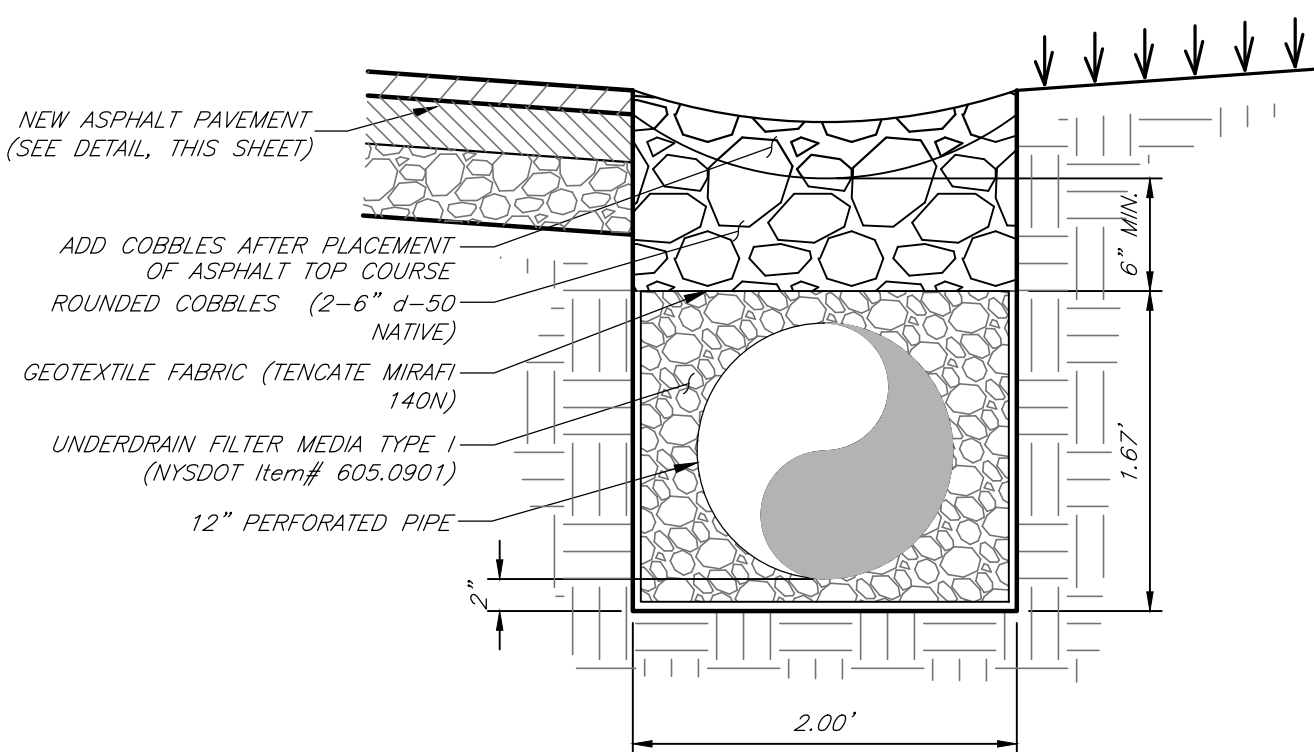 NEW ASPHALT PAVEMENT
(SEE DETAIL, THIS SHEET)
ADD COBBLES AFTER PLACEMENT
OF ASPHALT TOP COURSE
ROUNDED COBBLES (2-6" d-50
NATIVE)
GEOTEXTILE FABRIC (TENCATE MIRAFI
140N)
UNDERDRAIN FILTER MEDIA TYPE I
(NYSDOT Item# 605.0901)
12" PERFORATED PIPE
2"
6" MIN.
1.67'
2.00'